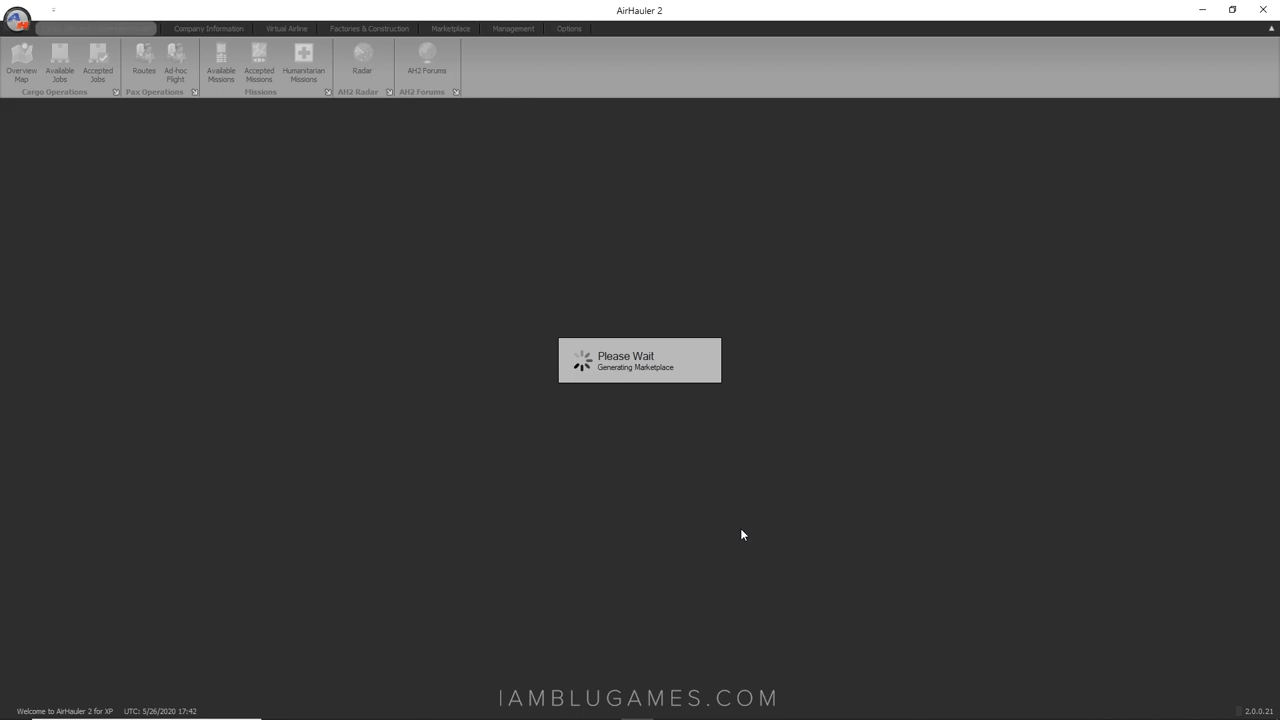 AirHauler 2
Company Information
Virtual Airline
Factories & Construction
Marketplace
Management
Options
Overview Map
Available Jobs
Accepted Jobs
Routes
Ad-hoc Flight
Available Missions
Accepted Missions
Humanitarian Missions
Radar
AH2 Forums
Cargo Operations
Pax Operations
Missions
AH2 Radar
AH2 Forums
Please Wait
Generating Marketplace
IAMBLUGAMES.COM
Welcome to AirHauler 2 for XP UTC: 5/26/2020 17:42
2.0.0.21